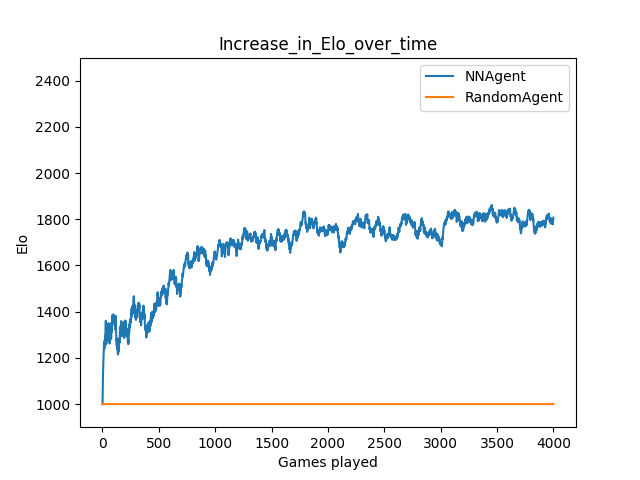 Increase_in_Elo_over_time
NNAgent
RandomAgent
2400
2200
2000
1800
1600
1400
1200
1000
Elo
0 500 1000 1500 2000 2500 3000 3500 4000
Games played